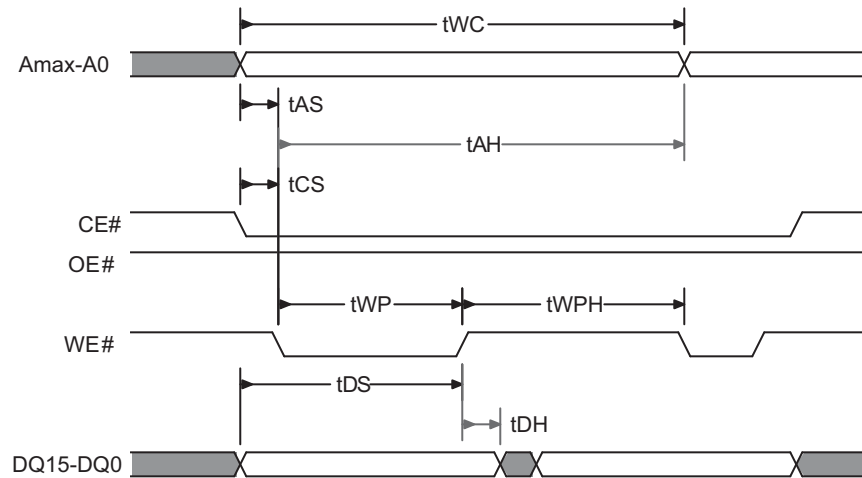 tWC
Amax-A0
tAS
tAH
tCS
CE#
OE#
tWP
tWPH
WE#
tDS
tDH
DQ15-DQ0